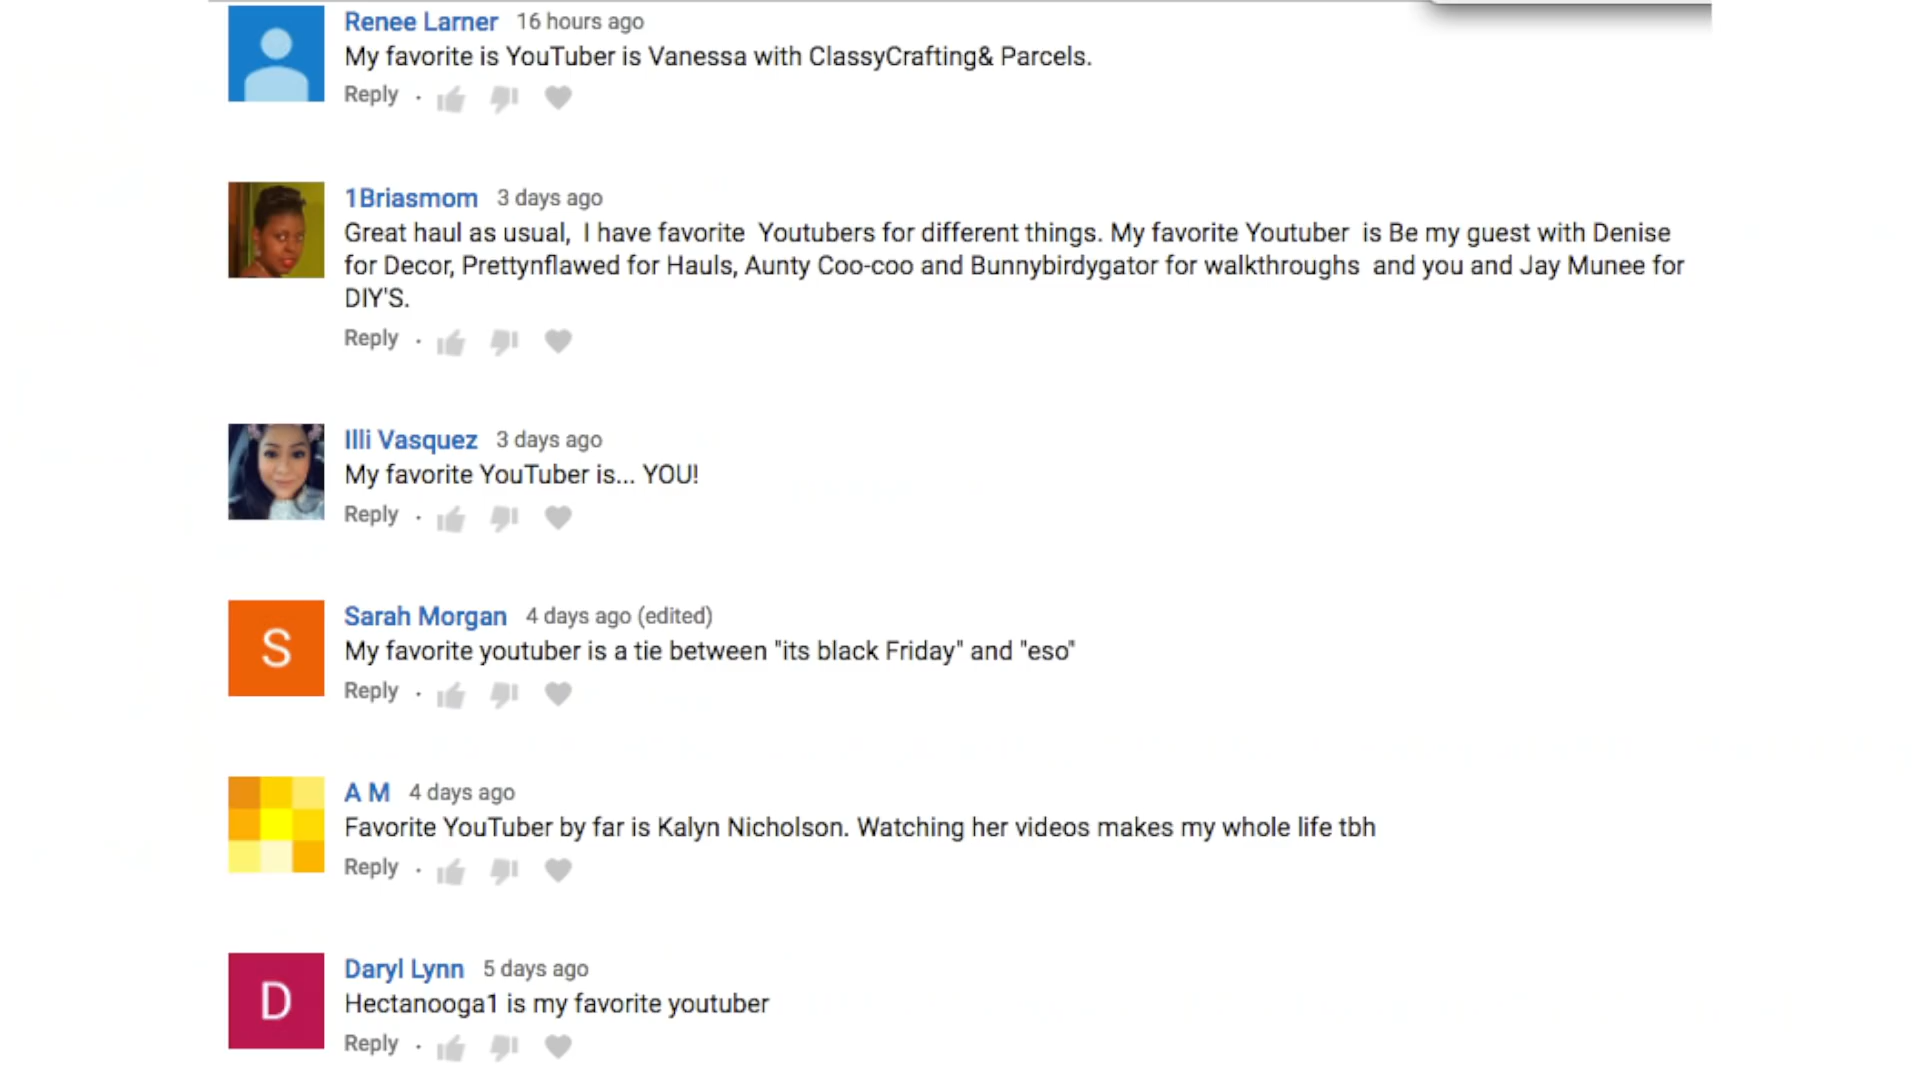 Renee Larner 16 hours ago
My favorite is YouTuber is Vanessa with ClassyCrafting& Parcels.
Reply ·
1Briasmom 3 days ago
Great haul as usual, I have favorite Youtubers for different things. My favorite Youtuber is Be my guest with Denise
for Decor, Prettynflawed for Hauls, Aunty Coo-coo and Bunnybirdygator for walkthroughs and you and Jay Munee for
DIY'S.
Reply ·
Illi Vasquez 3 days ago
My favorite YouTuber is... YOU!
Reply ·
S
Sarah Morgan 4 days ago (edited)
My favorite youtuber is a tie between "its black Friday" and "eso"
Reply ·
A M 4 days ago
Favorite YouTuber by far is Kalyn Nicholson. Watching her videos makes my whole life tbh
Reply ·
D
Daryl Lynn 5 days ago
Hectanooga1 is my favorite youtuber
Reply ·